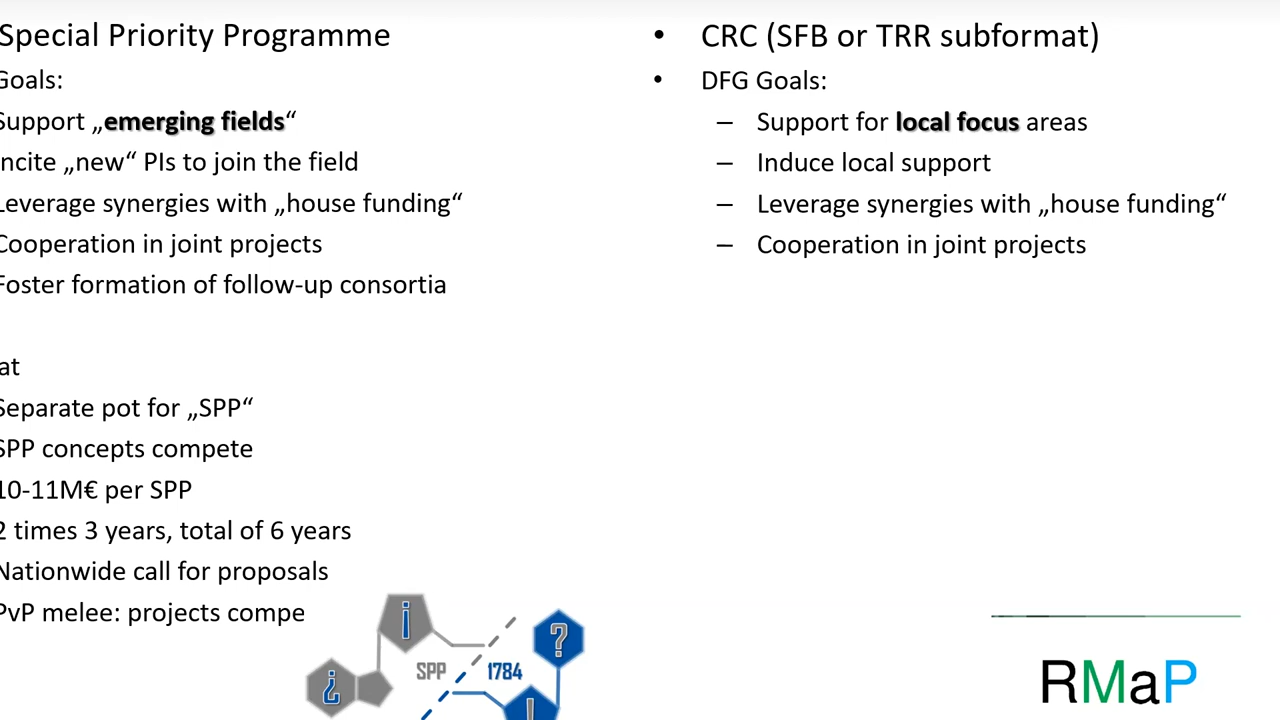 Special Priority Programme
Goals:
Support „emerging fields“
ncite „new“ PIs to join the field
Leverage synergies with „house funding“
Cooperation in joint projects
Foster formation of follow-up consortia
at
Separate pot for „SPP“
SPP concepts compete
10-11M€ per SPP
2 times 3 years, total of 6 years
Nationwide call for proposals
PvP melee: projects compe
• CRC (SFB or TRR subformat)
• DFG Goals:
– Support for local focus areas
– Induce local support
– Leverage synergies with „house funding“
– Cooperation in joint projects
¡
?
SPP 1784
¿
!
RMaP